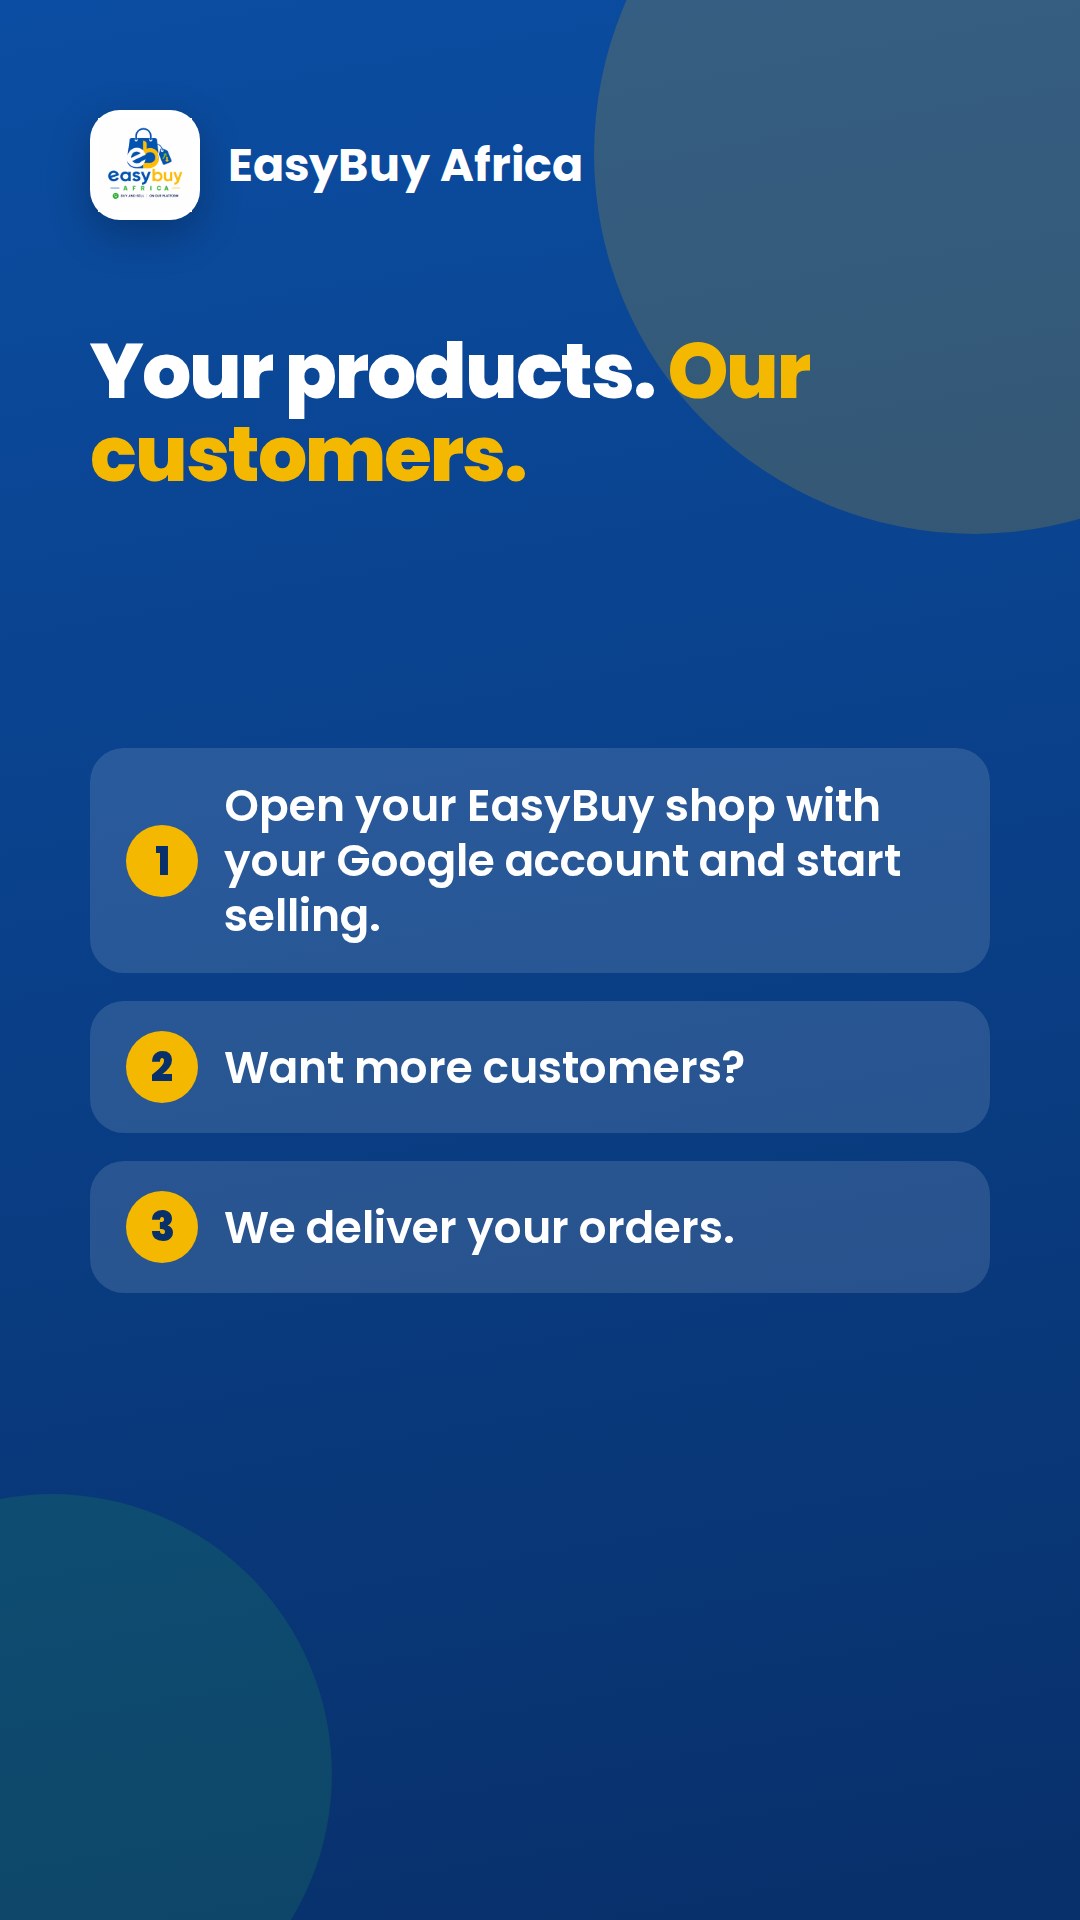 easybuy
AFRICA
EasyBuy Africa
Your products. Our
customers.
1
Open your EasyBuy shop with
your Google account and start
selling.
2
Want more customers?
3
We deliver your orders.